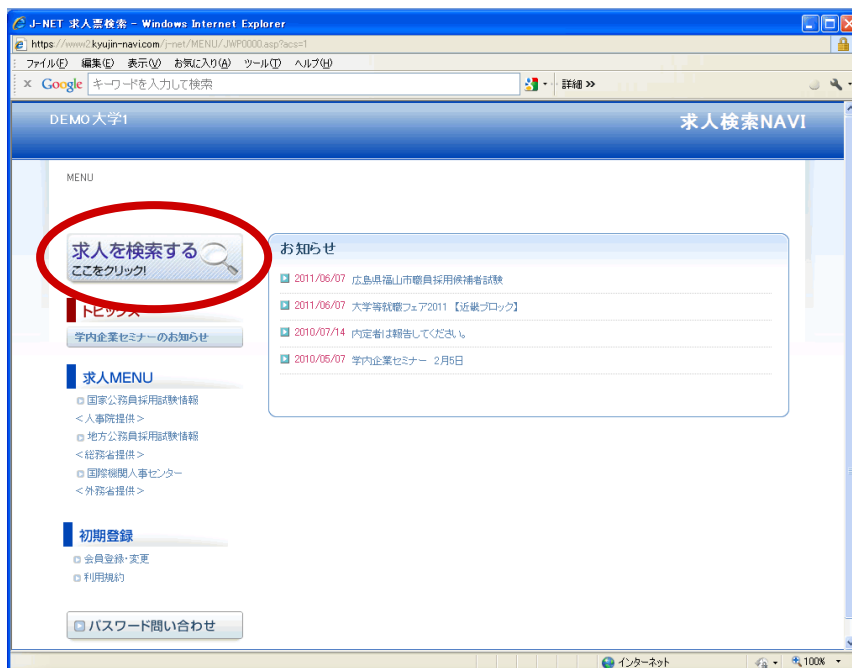 J-NET 求人票検索 - Windows Internet Explorer
https://www2.kyujin-navi.com/j-net/MENU/JWP0000.asp?acs=1
ファイル(F) 編集(E) 表示(V) お気に入り(A) ツール(T) ヘルプ(H)
x Google キーワードを入力して検索 詳細 >>
DEMO大学1
求人検索NAVI
MENU
求人を検索する
ここをクリック!
トピックス
学内企業セミナーのお知らせ
求人MENU
国家公務員採用試験情報
<人事院提供>
地方公務員採用試験情報
<総務省提供>
国際機関人事センター
<外務省提供>
初期登録
会員登録・変更
利用規約
パスワード問い合わせ
お知らせ
2011/06/07 広島県福山市職員採用候補者試験
2011/06/07 大学等就職フェア2011 【近畿ブロック】
2010/07/14 内定者は報告してください。
2010/05/07 学内企業セミナー 2月5日
インターネット 100%